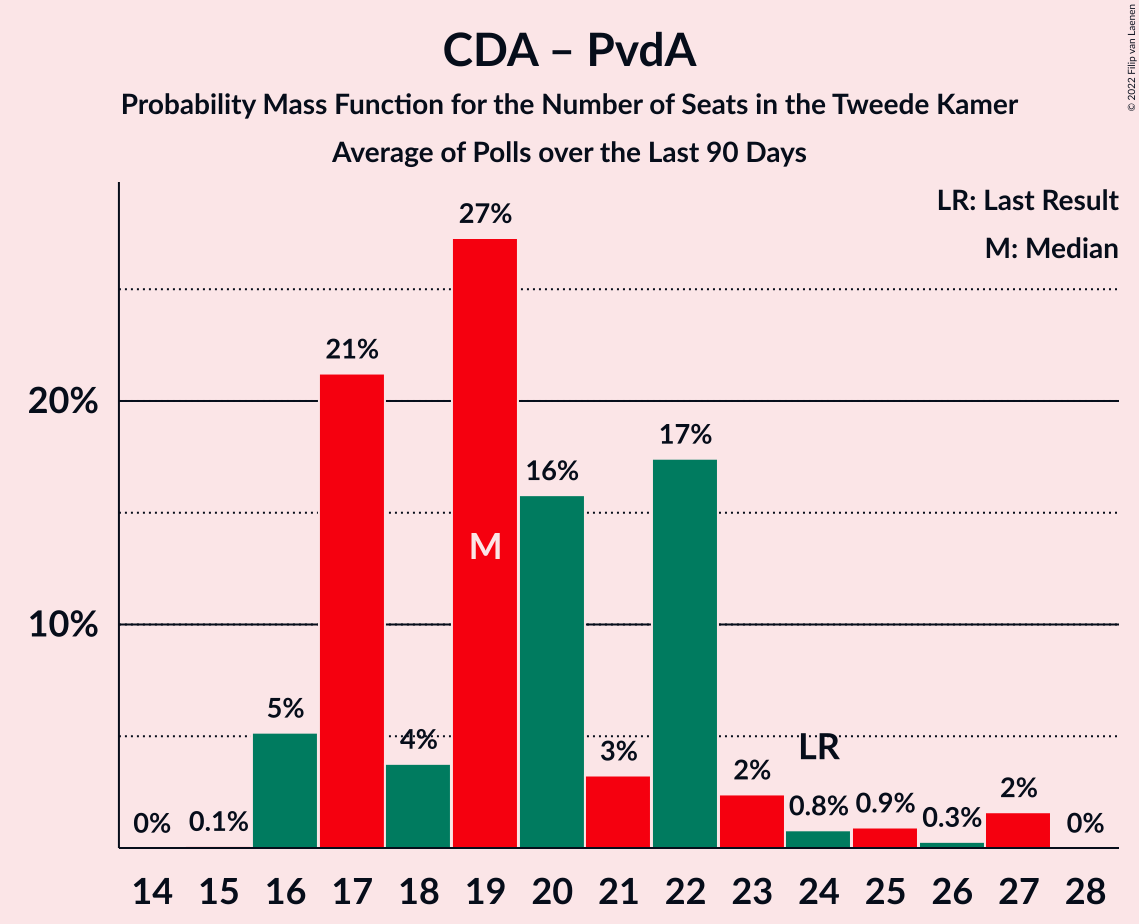 CDA – PvdA
Probability Mass Function for the Number of Seats in the Tweede Kamer
Average of Polls over the Last 90 Days
© 2022 Filip van Laenen
LR: Last Result
M: Median
27%
21%
20%
17%
16%
M
10%
5%
4%
3%
LR
2%
2%
0.8%
0.9%
0.3%
0%
0.1%
0%
14 15 16 17 18 19 20 21 22 23 24 25 26 27 28